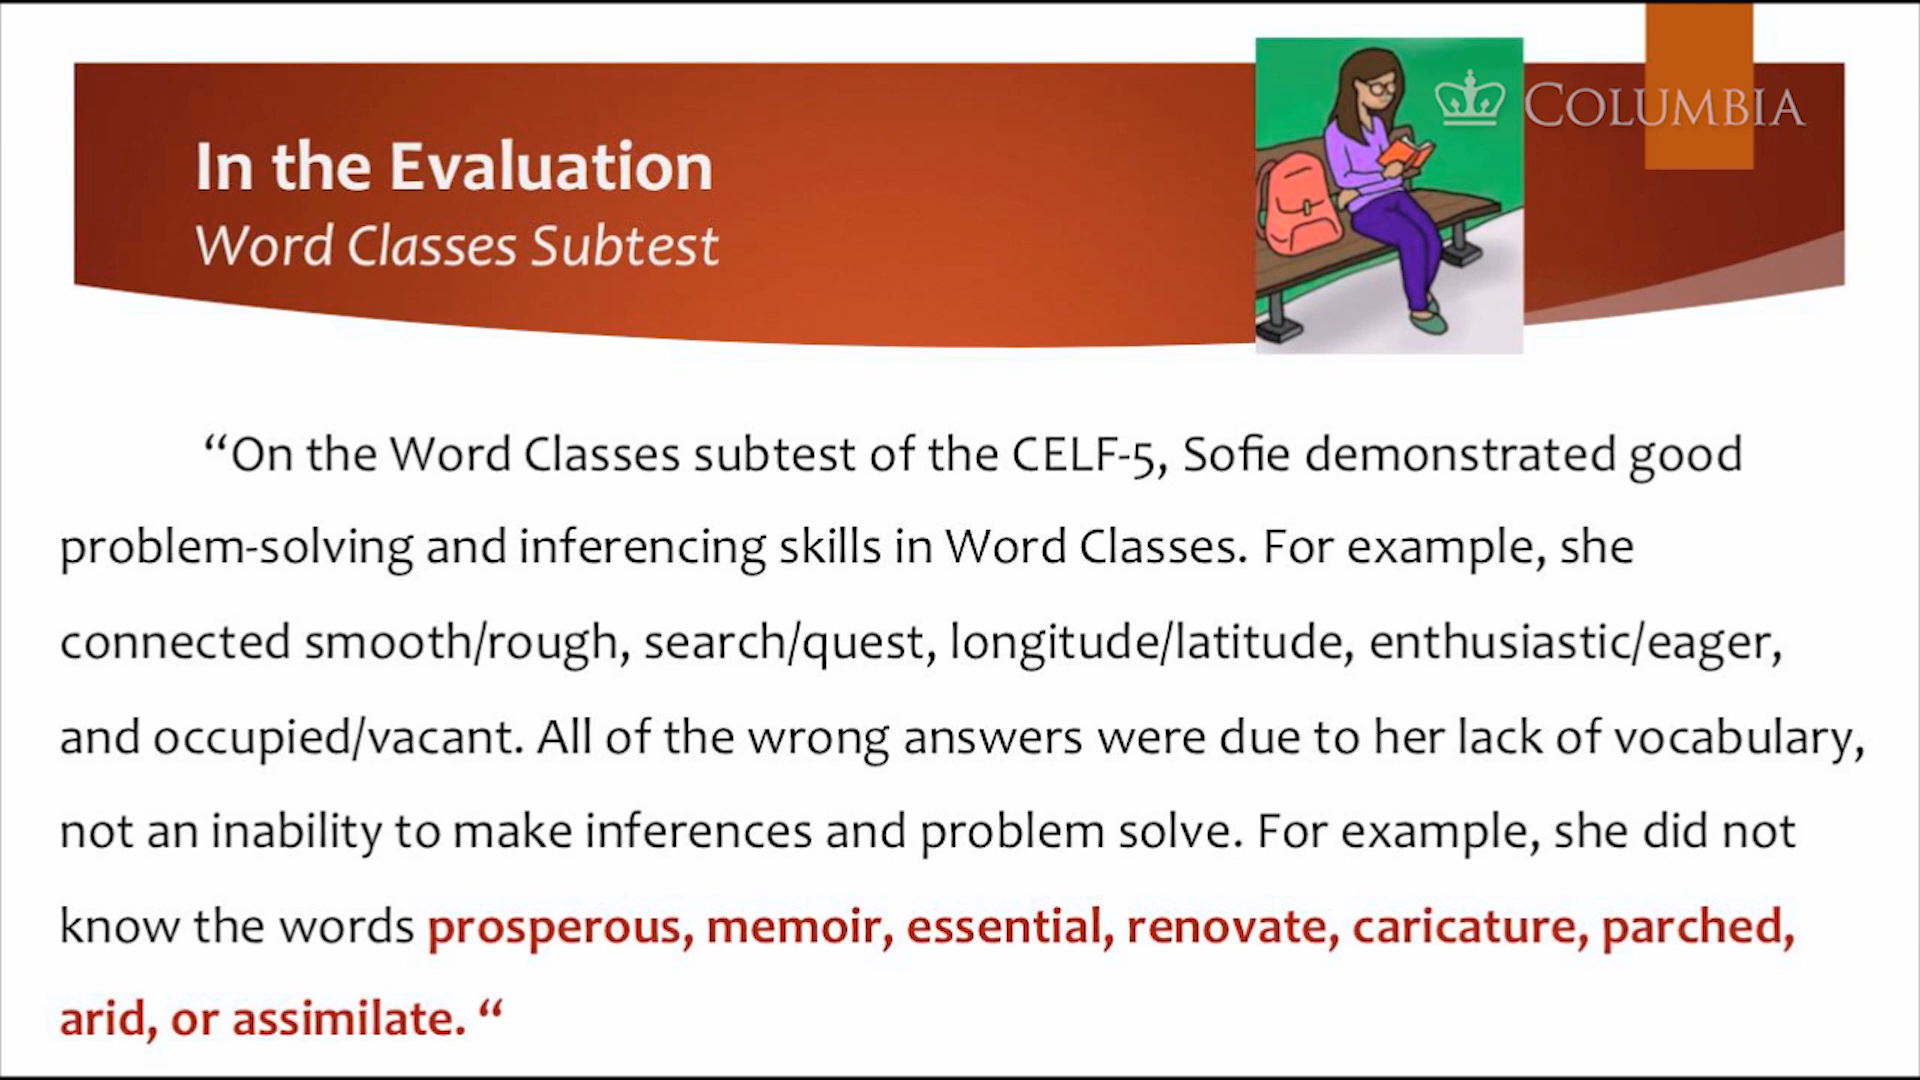 COLUMBIA
In the Evaluation
Word Classes Subtest
“On the Word Classes subtest of the CELF-5, Sofie demonstrated good
problem-solving and inferencing skills in Word Classes. For example, she
connected smooth/rough, search/quest, longitude/latitude, enthusiastic/eager,
and occupied/vacant. All of the wrong answers were due to her lack of vocabulary,
not an inability to make inferences and problem solve. For example, she did not
know the words prosperous, memoir, essential, renovate, caricature, parched,
arid, or assimilate. “